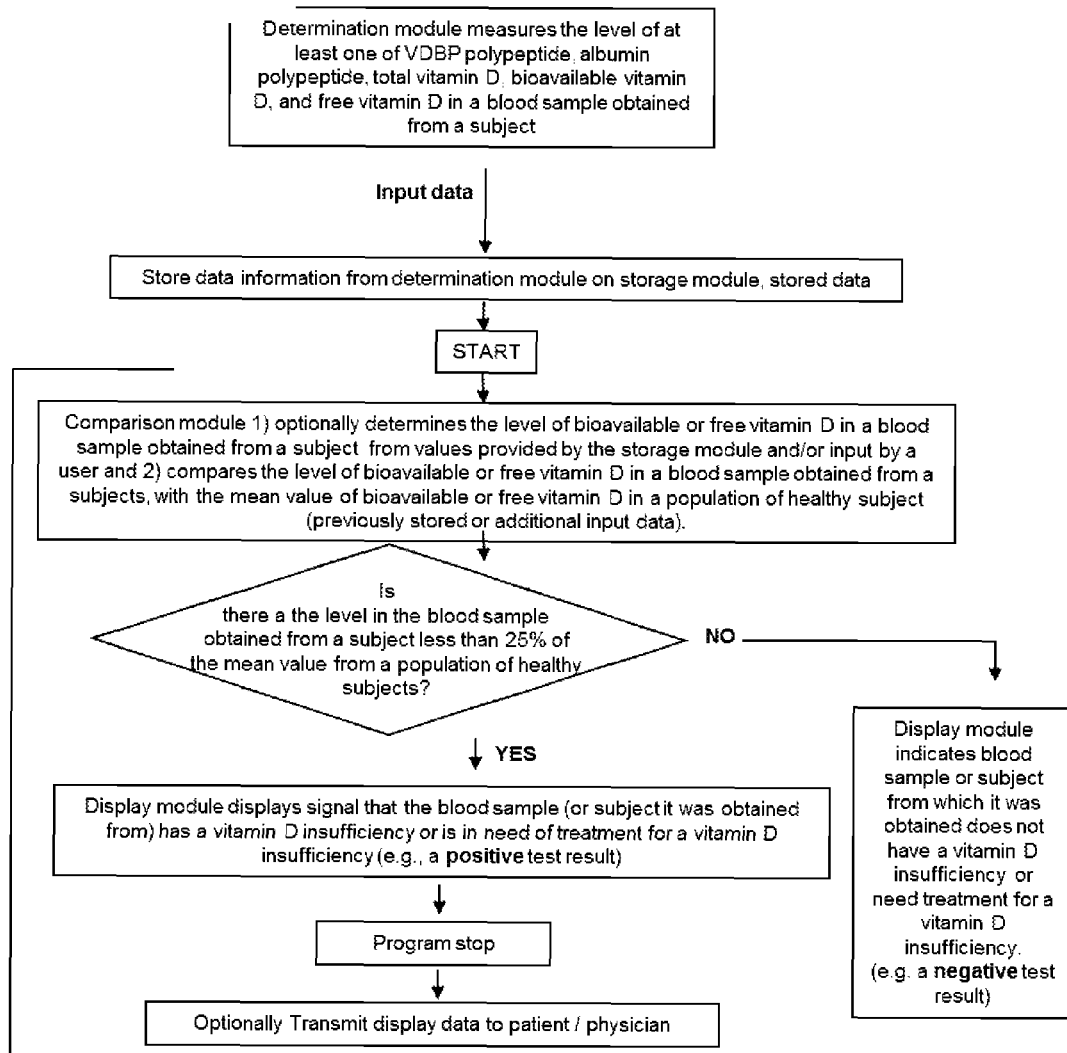 Determination module measures the level of at
least one of VDBP polypeptide, albumin
polypeptide, total vitamin D, bioavailable vitamin
D, and free vitamin D in a blood sample obtained
from a subject
Input data
Store data information from determination module on storage module, stored data
START
Comparison module 1) optionally determines the level of bioavailable or free vitamin D in a blood
sample obtained from a subject from values provided by the storage module and/or input by a
user and 2) compares the level of bioavailable or free vitamin D in a blood sample obtained from a
subjects, with the mean value of bioavailable or free vitamin D in a population of healthy subject
(previously stored or additional input data).
Is
there a the level in the blood sample
obtained from a subject less than 25% of
the mean value from a population of healthy
subjects?
NO
YES
Display module displays signal that the blood sample (or subject it was obtained
from) has a vitamin D insufficiency or is in need of treatment for a vitamin D
insufficiency (e.g., a positive test result)
Display module
indicates blood
sample or subject
from which it was
obtained does not
have a vitamin D
insufficiency or
need treatment for a
vitamin D
insufficiency.
(e.g. a negative test
result)
Program stop
Optionally Transmit display data to patient / physician